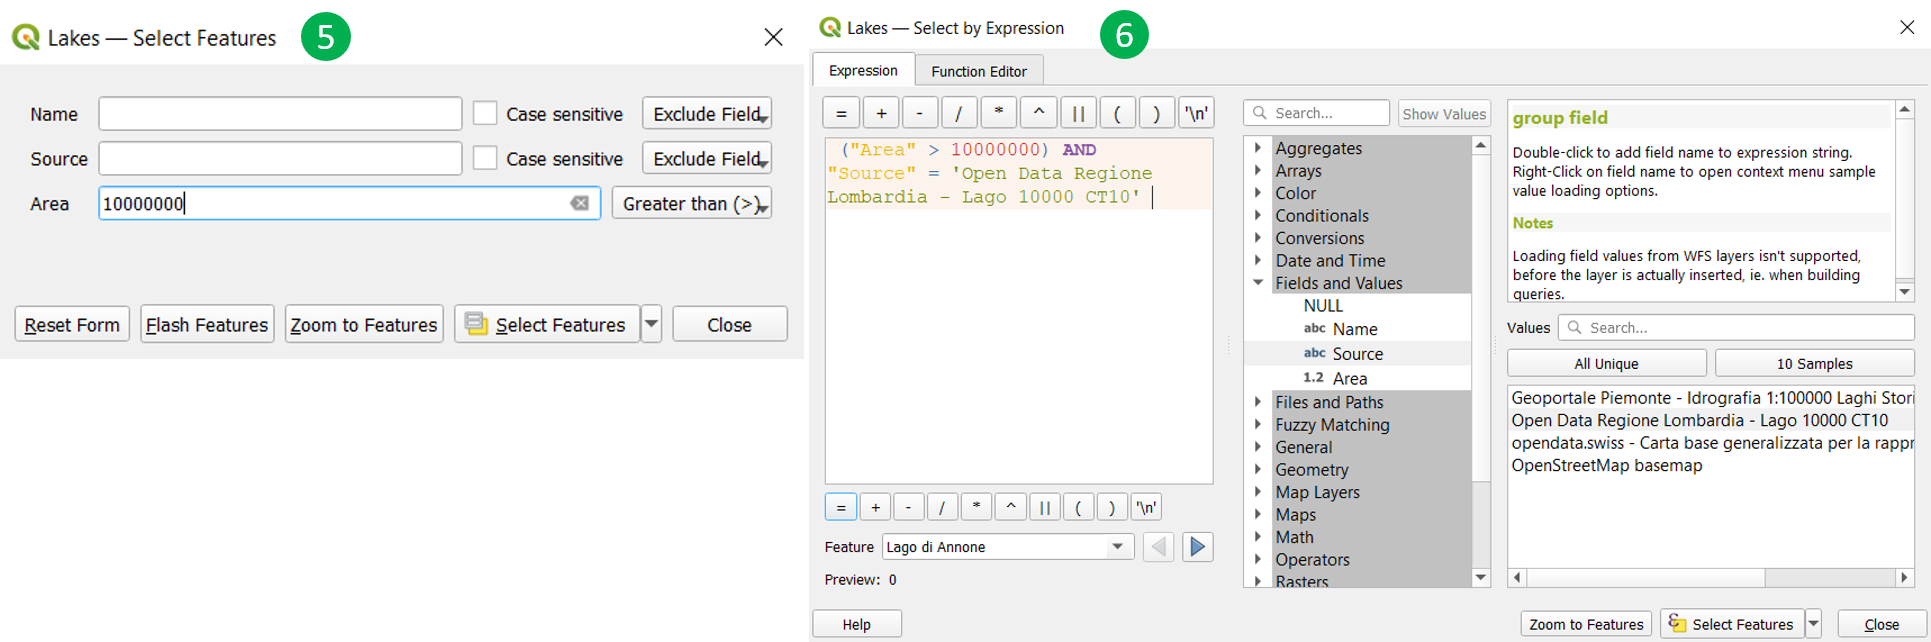 Lakes — Select Features
5
Name
Case sensitive
Exclude Field
Source
Case sensitive
Exclude Field
Area
10000000
Greater than (>)
Reset Form
Flash Features
Zoom to Features
Select Features
Close
Lakes — Select by Expression
6
Expression
Function Editor
= + - / * ^ || ( ) '\n'
("Area" > 10000000) AND
"Source" = 'Open Data Regione
Lombardia - Lago 10000 CT10'
= + - / * ^ || ( ) '\n'
Feature
Lago di Annone
Preview: 0
Help
Search...
Show Values
Aggregates
Arrays
Color
Conditionals
Conversions
Date and Time
Fields and Values
NULL
abc Name
abc Source
1.2 Area
Files and Paths
Fuzzy Matching
General
Geometry
Map Layers
Maps
Math
Operators
Rasters
group field
Double-click to add field name to expression string.
Right-Click on field name to open context menu sample
value loading options.
Notes
Loading field values from WFS layers isn't supported,
before the layer is actually inserted, ie. when building
queries.
Values
Search...
All Unique
10 Samples
Geoportale Piemonte - Idrografia 1:100000 Laghi Stori
Open Data Regione Lombardia - Lago 10000 CT10
opendata.swiss - Carta base generalizzata per la rappr
OpenStreetMap basemap
Zoom to Features
Select Features
Close